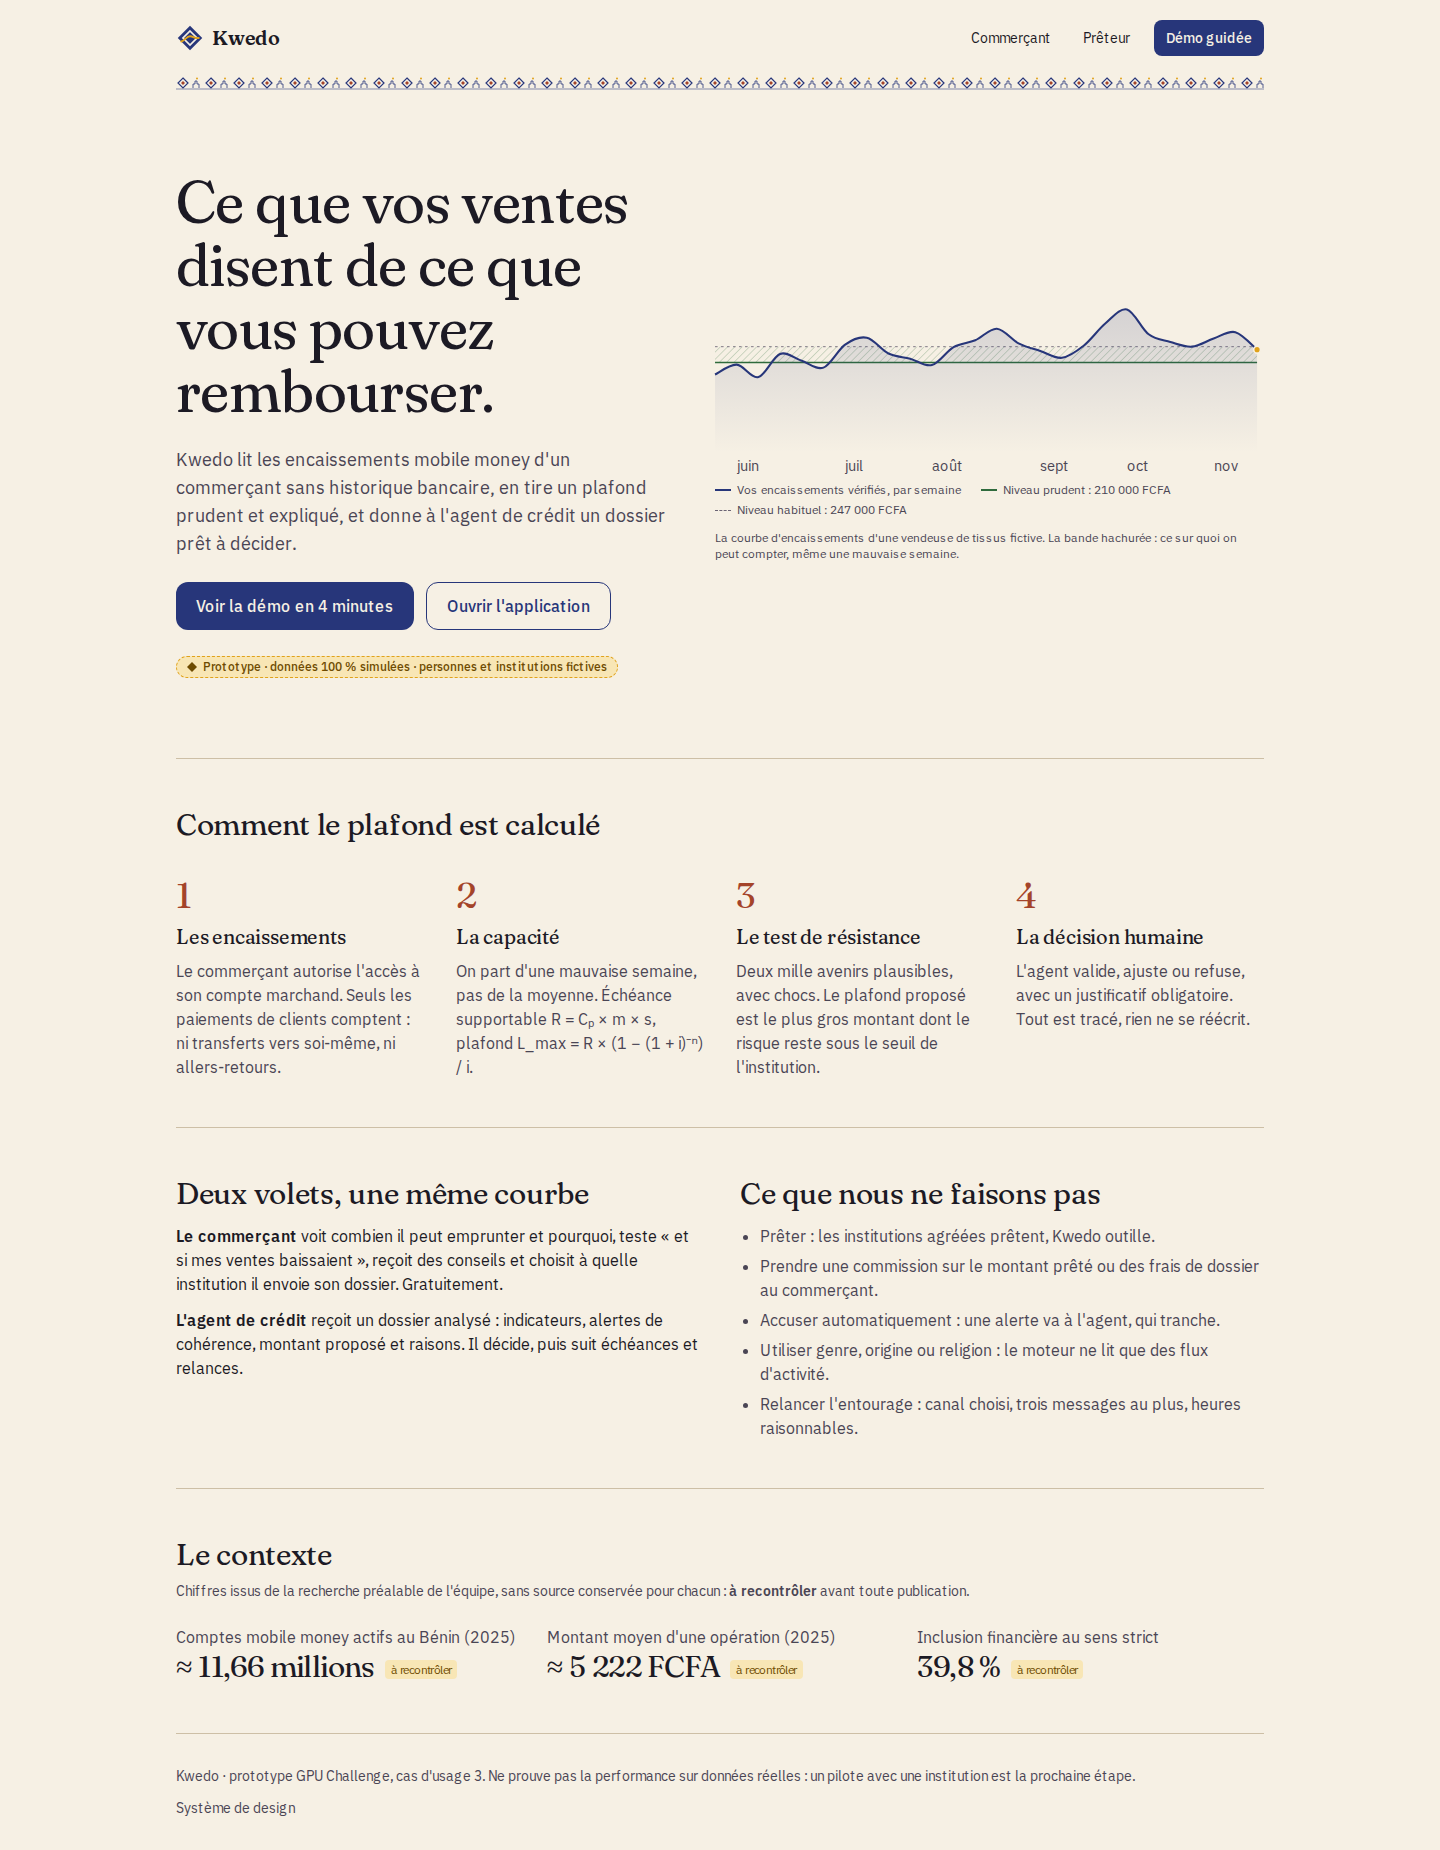 Kwedo
Commerçant
Prêteur
Démo guidée
Ce que vos ventes
disent de ce que
vous pouvez
rembourser.
Kwedo lit les encaissements mobile money d'un
commerçant sans historique bancaire, en tire un plafond
prudent et expliqué, et donne à l'agent de crédit un dossier
prêt à décider.
Voir la démo en 4 minutes
Ouvrir l'application
Prototype · données 100 % simulées · personnes et institutions fictives
juin juil août sept oct nov
Vos encaissements vérifiés, par semaine
Niveau prudent : 210 000 FCFA
Niveau habituel : 247 000 FCFA
La courbe d'encaissements d'une vendeuse de tissus fictive. La bande hachurée : ce sur quoi on
peut compter, même une mauvaise semaine.
Comment le plafond est calculé
1
Les encaissements
Le commerçant autorise l'accès à
son compte marchand. Seuls les
paiements de clients comptent :
ni transferts vers soi-même, ni
allers-retours.
2
La capacité
On part d'une mauvaise semaine,
pas de la moyenne. Échéance
supportable R = Cₚ × m × s,
plafond L_max = R × (1 − (1 + i)⁻ⁿ)
/ i.
3
Le test de résistance
Deux mille avenirs plausibles,
avec chocs. Le plafond proposé
est le plus gros montant dont le
risque reste sous le seuil de
l'institution.
4
La décision humaine
L'agent valide, ajuste ou refuse,
avec un justificatif obligatoire.
Tout est tracé, rien ne se réécrit.
Deux volets, une même courbe
Le commerçant voit combien il peut emprunter et pourquoi, teste « et
si mes ventes baissaient », reçoit des conseils et choisit à quelle
institution il envoie son dossier. Gratuitement.
L'agent de crédit reçoit un dossier analysé : indicateurs, alertes de
cohérence, montant proposé et raisons. Il décide, puis suit échéances et
relances.
Ce que nous ne faisons pas
• Prêter : les institutions agréées prêtent, Kwedo outille.
• Prendre une commission sur le montant prêté ou des frais de dossier
au commerçant.
• Accuser automatiquement : une alerte va à l'agent, qui tranche.
• Utiliser genre, origine ou religion : le moteur ne lit que des flux
d'activité.
• Relancer l'entourage : canal choisi, trois messages au plus, heures
raisonnables.
Le contexte
Chiffres issus de la recherche préalable de l'équipe, sans source conservée pour chacun : à recontrôler avant toute publication.
Comptes mobile money actifs au Bénin (2025)
≈ 11,66 millions à recontrôler
Montant moyen d'une opération (2025)
≈ 5 222 FCFA à recontrôler
Inclusion financière au sens strict
39,8 % à recontrôler
Kwedo · prototype GPU Challenge, cas d'usage 3. Ne prouve pas la performance sur données réelles : un pilote avec une institution est la prochaine étape.
Système de design